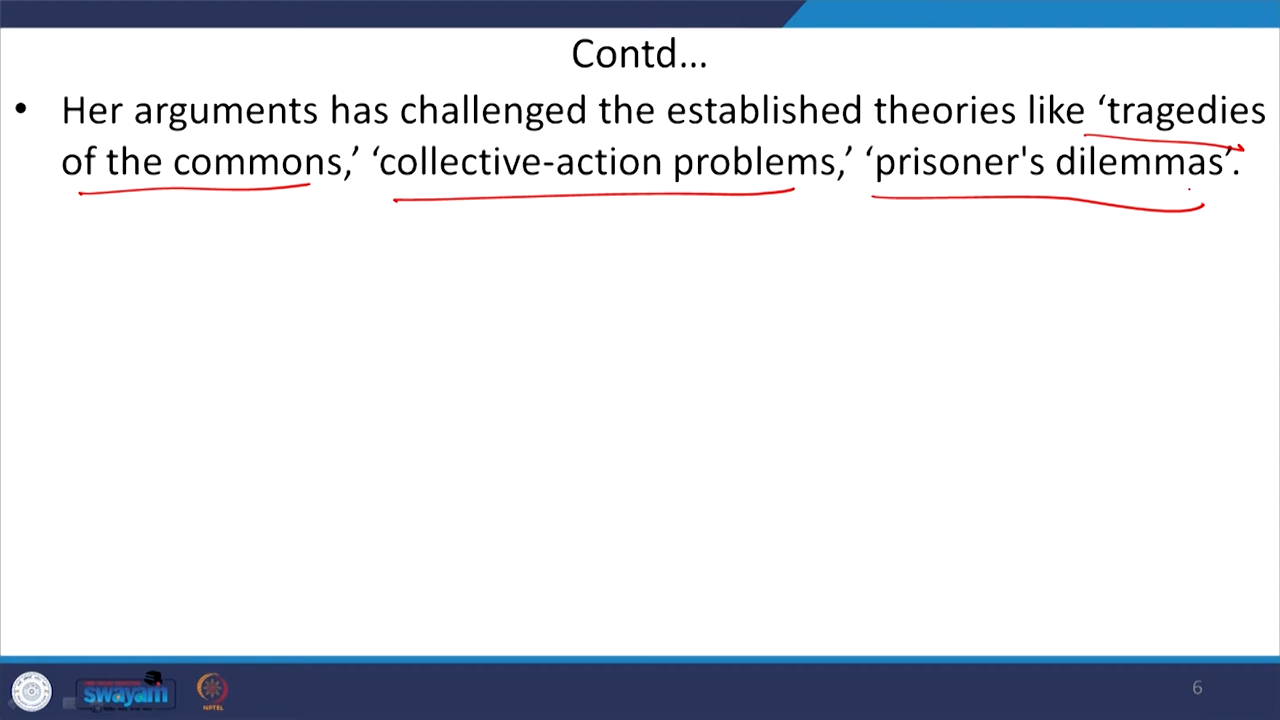 Contd...
• Her arguments has challenged the established theories like ‘tragedies
of the commons,’ ‘collective-action problems,’ ‘prisoner's dilemmas’.
swayam
NPTEL
6